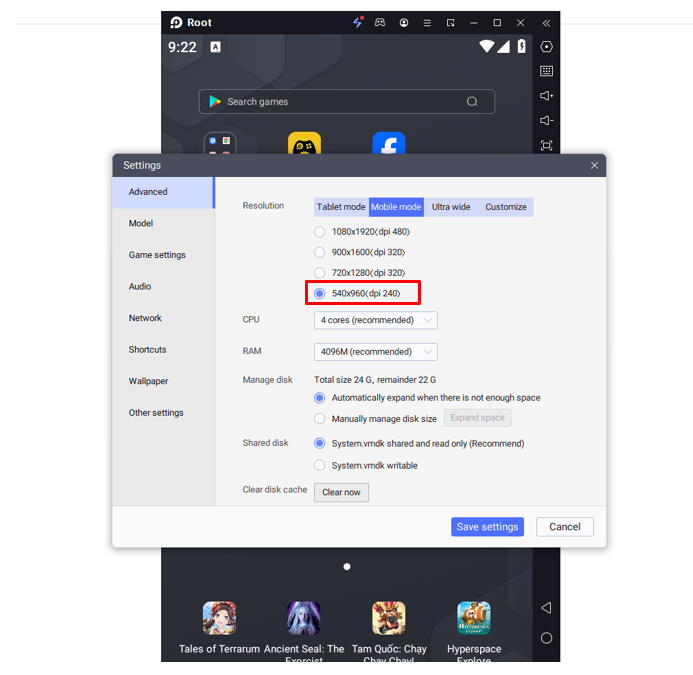 Root
9:22
A
Search games
Settings
Advanced
Model
Game settings
Audio
Network
Shortcuts
Wallpaper
Other settings
Resolution
Tablet mode Mobile mode Ultra wide Customize
1080x1920(dpi 480)
900x1600(dpi 320)
720x1280(dpi 320)
540x960(dpi 240)
CPU
4 cores (recommended)
RAM
4096M (recommended)
Manage disk
Total size 24 G, remainder 22 G
Automatically expand when there is not enough space
Manually manage disk size
Expand space
Shared disk
System.vmdk shared and read only (Recommend)
System.vmdk writable
Clear disk cache
Clear now
Save settings
Cancel
Tales of Terrarum
Ancient Seal: The
Exorcist
Tam Quốc: Chạy
Chạy Chạy!
Hyperspace
Explore